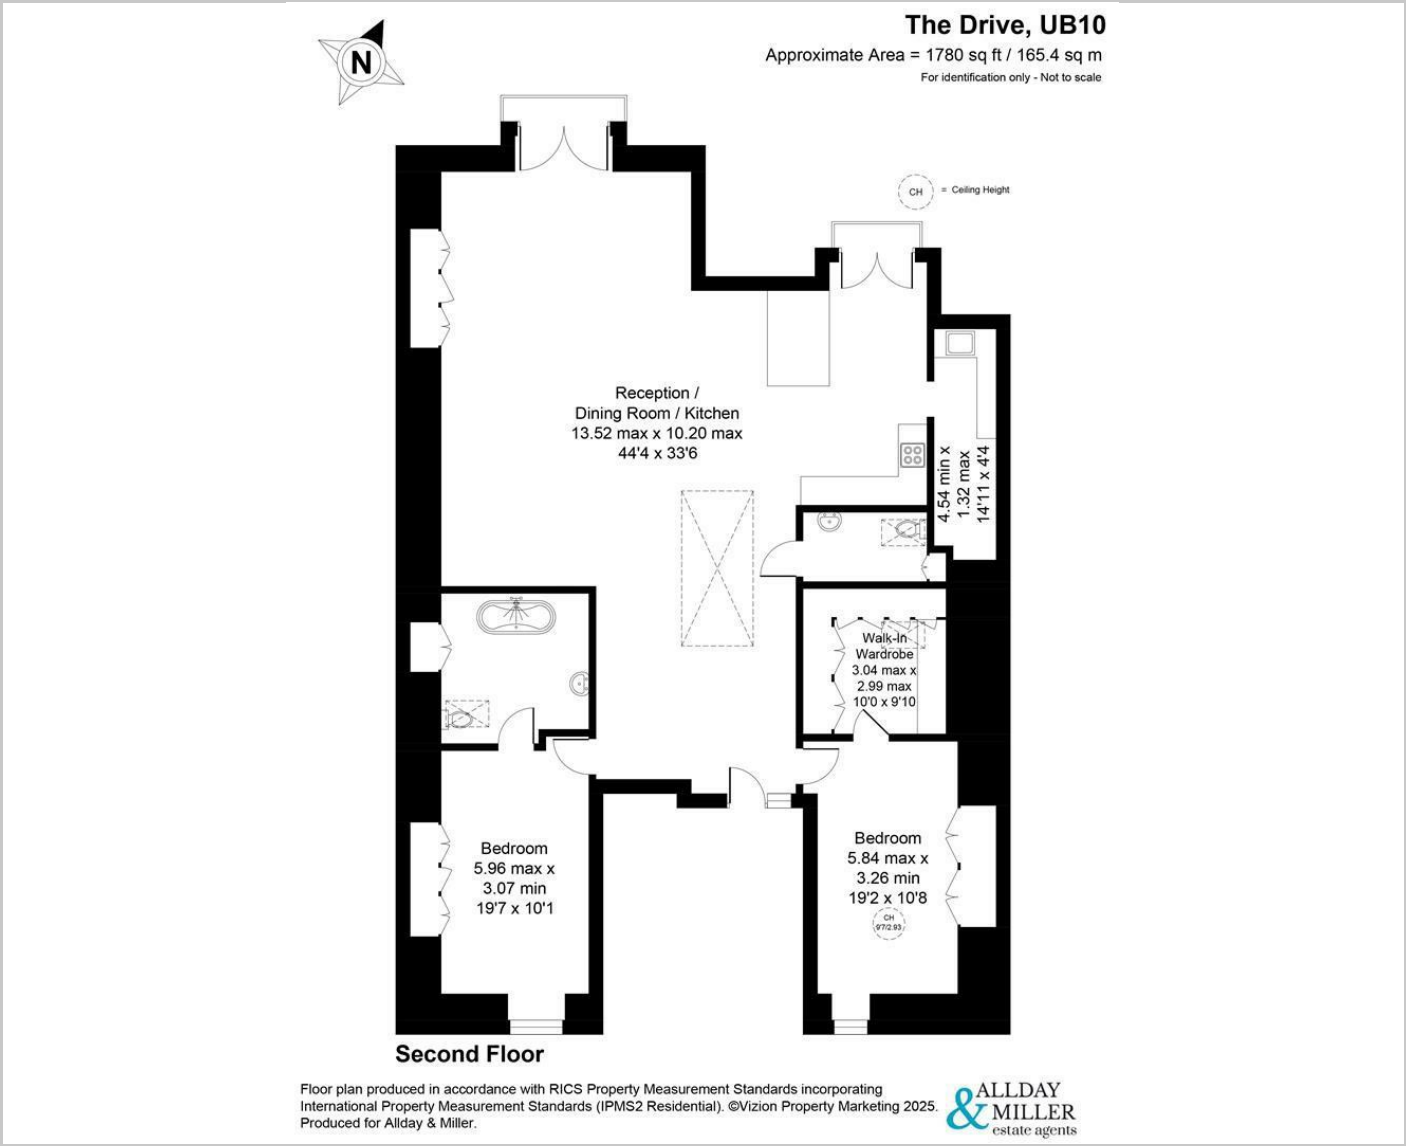 The Drive, UB10
Approximate Area = 1780 sq ft / 165.4 sq m
For identification only - Not to scale
N
CH = Ceiling Height
Reception /
Dining Room / Kitchen
13.52 max x 10.20 max
44'4 x 33'6
4.54 min x
1.32 max
14'11 x 4'4
Walk-In
Wardrobe
3.04 max x
2.99 max
10'0 x 9'10
Bedroom
5.96 max x
3.07 min
19'7 x 10'1
Bedroom
5.84 max x
3.26 min
19'2 x 10'8
CH
9'7/2.93
Second Floor
Floor plan produced in accordance with RICS Property Measurement Standards incorporating
International Property Measurement Standards (IPMS2 Residential). ©Vizion Property Marketing 2025.
Produced for Allday & Miller.
ALLDAY
& MILLER
estate agents